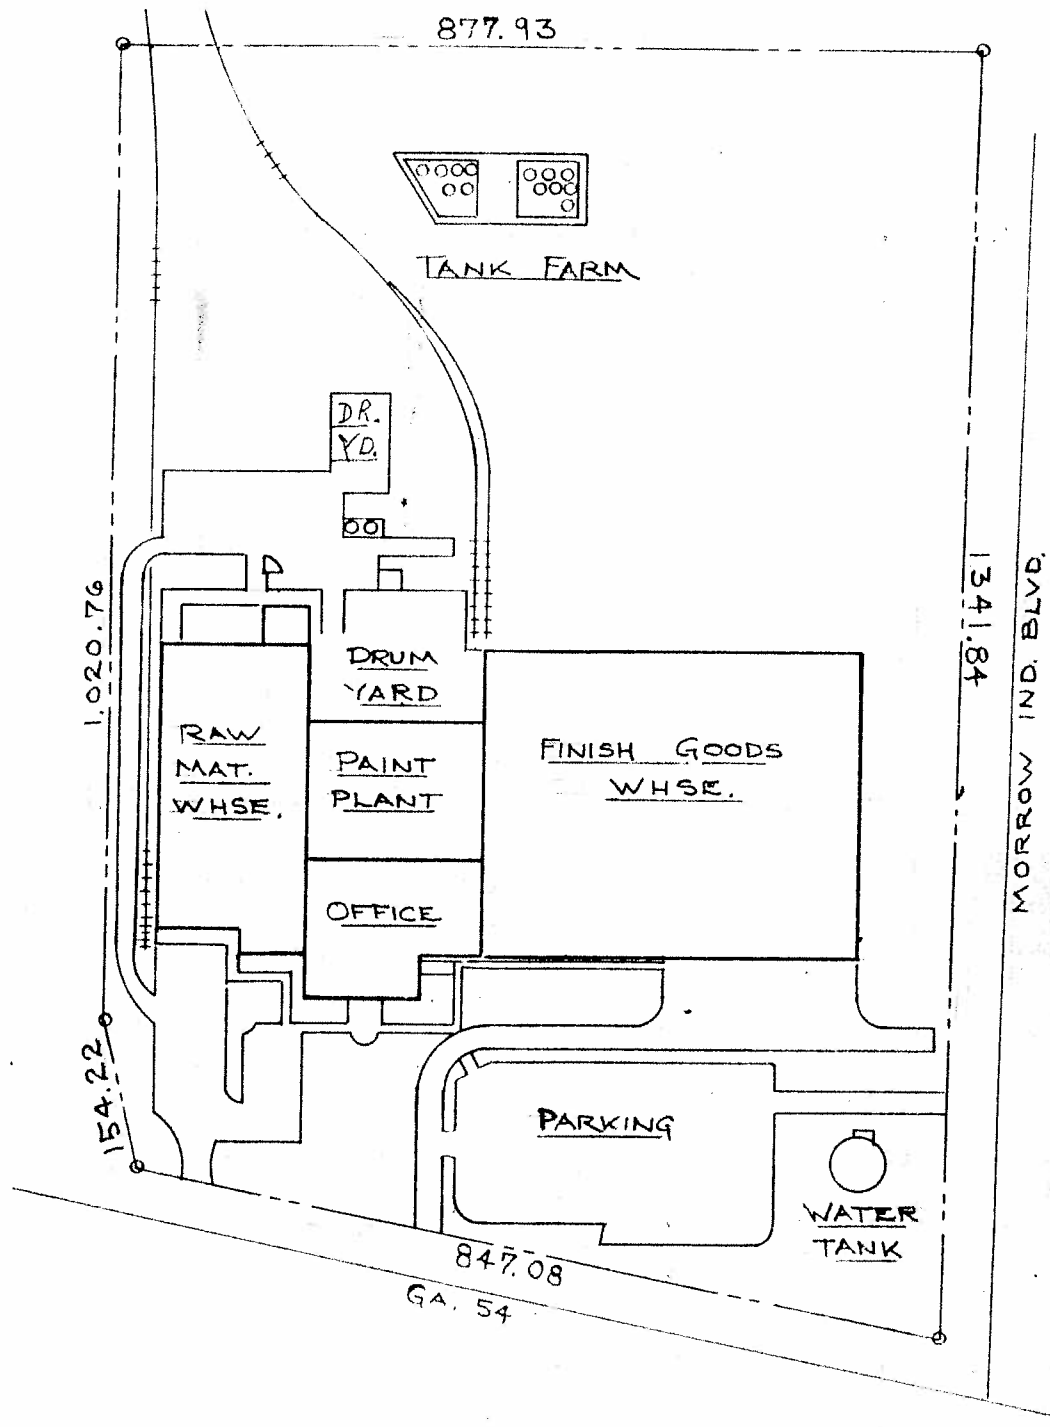 877.93
TANK FARM
DR.
YD.
1341.84
MORROW IND. BLVD.
1,020.76
DRUM
YARD
RAW
MAT.
WHSE.
PAINT
PLANT
FINISH GOODS
WHSE.
OFFICE
154.22
PARKING
WATER
TANK
847.08
GA. 54